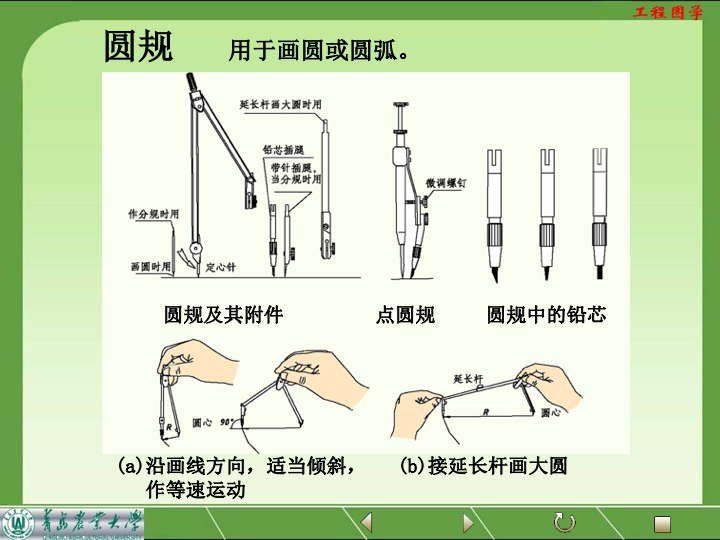 工程图学
圆规 用于画圆或圆弧。
延长杆画大圆时用
铅芯插腿
带针插腿,
当分规时用
微调螺钉
作分规时用
画圆时用
定心针
圆规及其附件
点圆规
圆规中的铅芯
R
圆心
90°
延长杆
R
圆心
(a)沿画线方向，适当倾斜，
作等速运动
(b)接延长杆画大圆
青岛农业大学
QINGDAO AGRICULTURAL UNIVERSITY